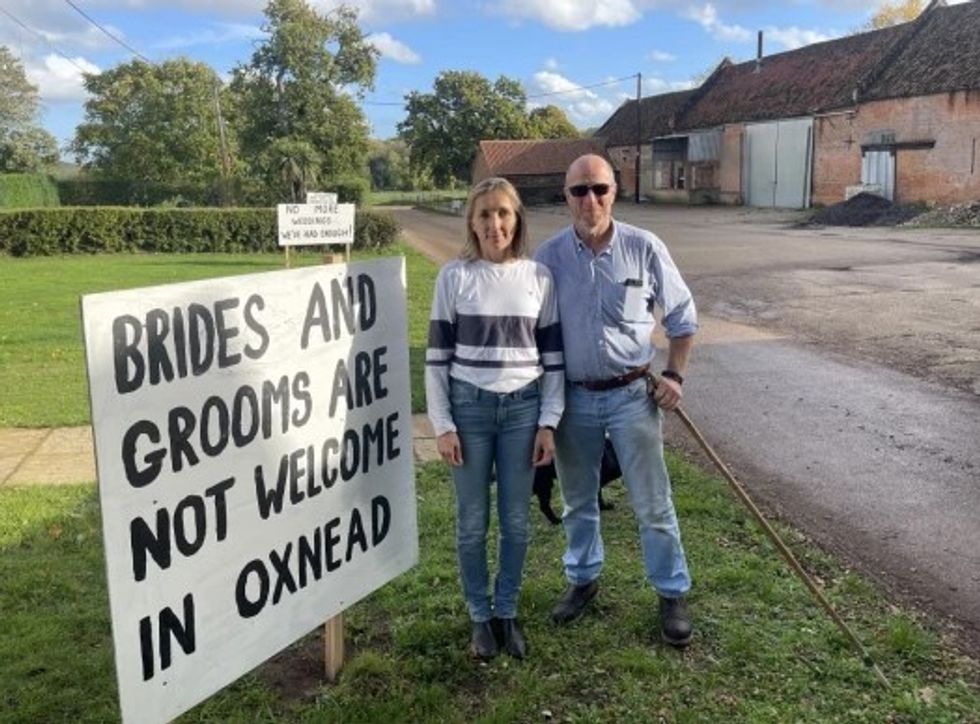 NO MORE
WEDDINGS
WE'VE HAD ENOUGH!
BRIDES AND
GROOMS ARE
NOT WELCOME
IN OXNEAD